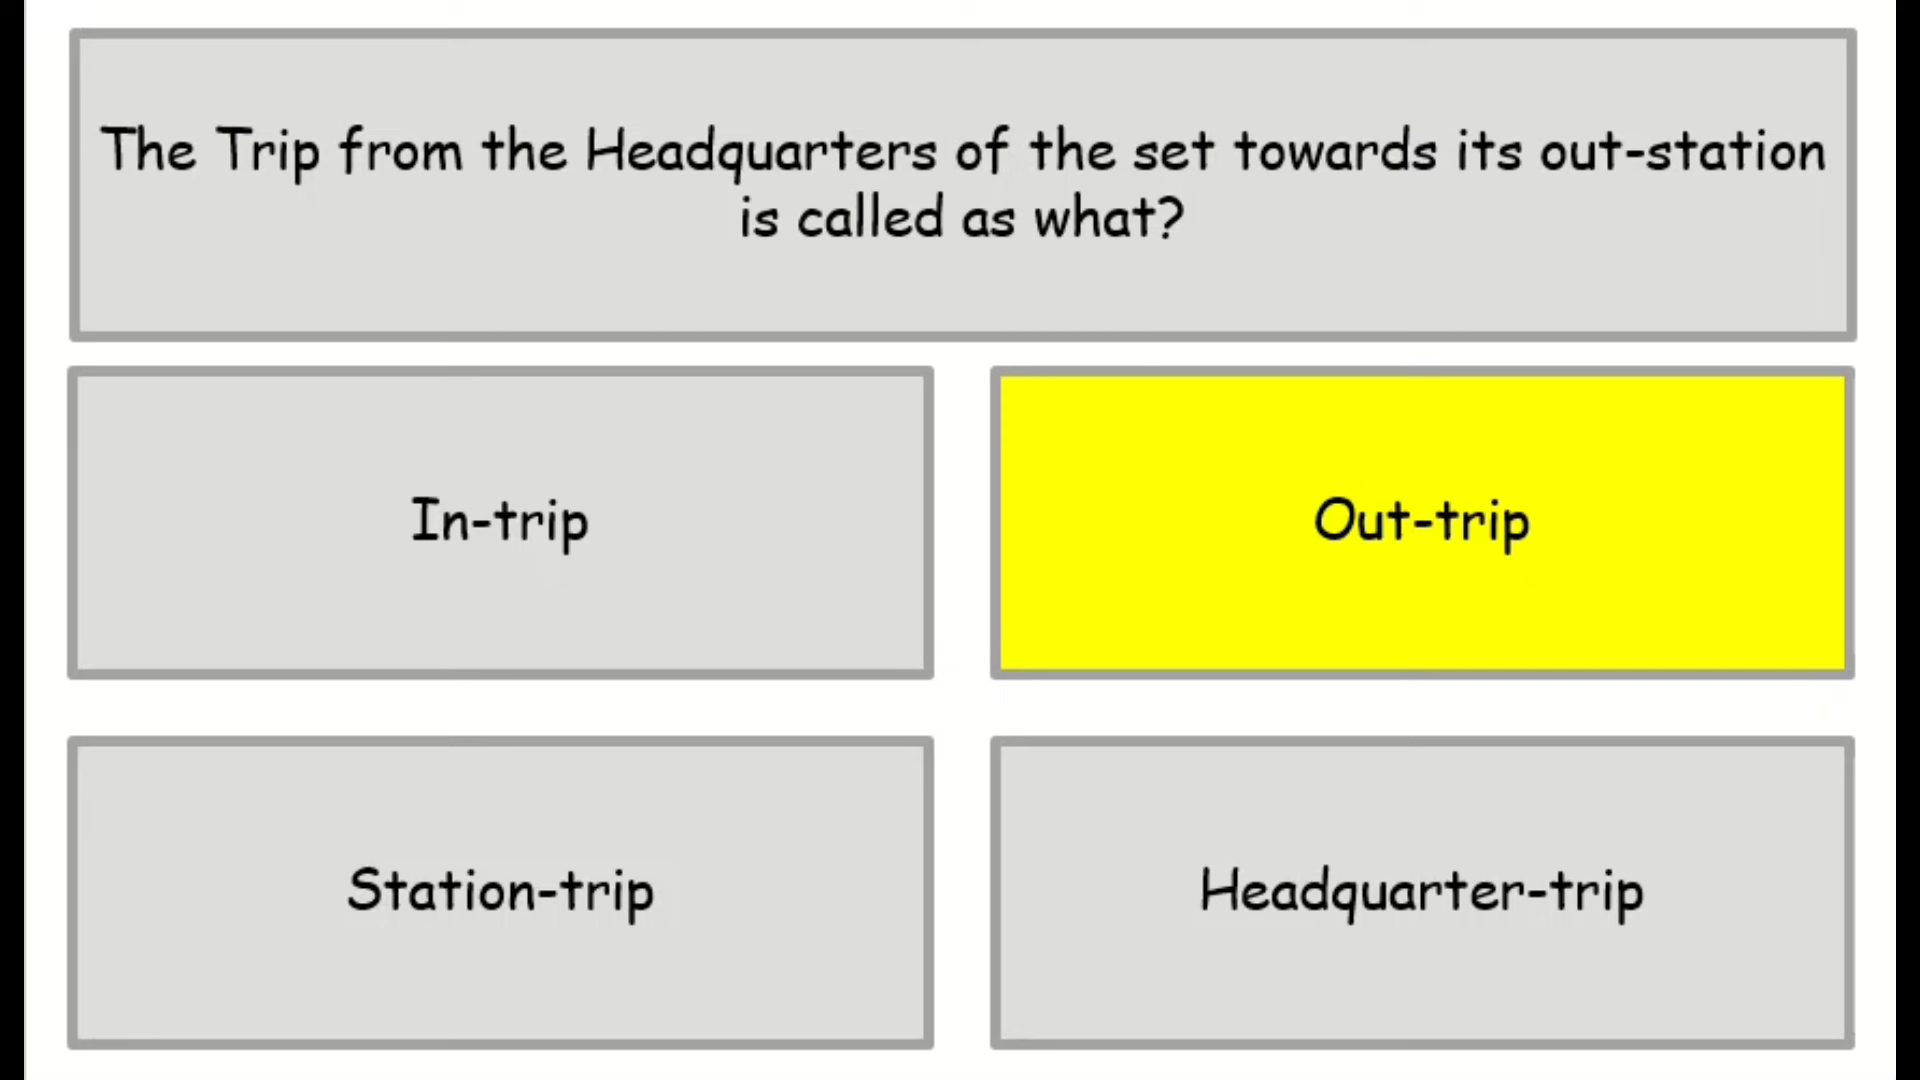 The Trip from the Headquarters of the set towards its out-station
is called as what?
In-trip
Out-trip
Station-trip
Headquarter-trip